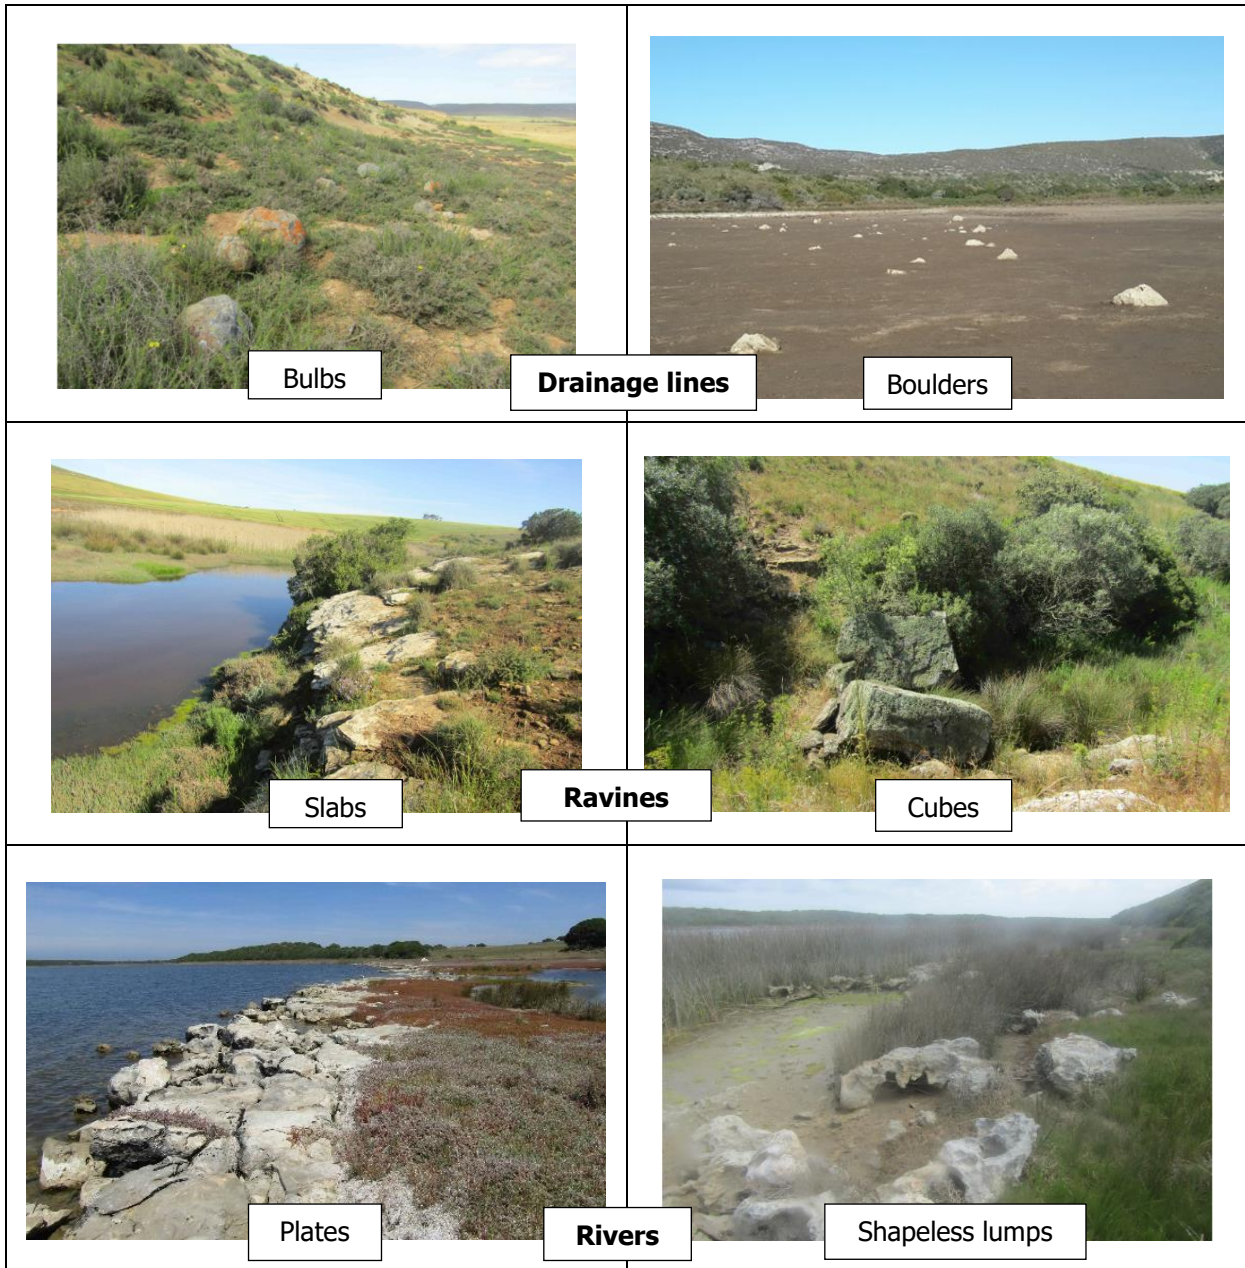 Bulbs
Drainage lines
Boulders
Slabs
Ravines
Cubes
Plates
Rivers
Shapeless lumps